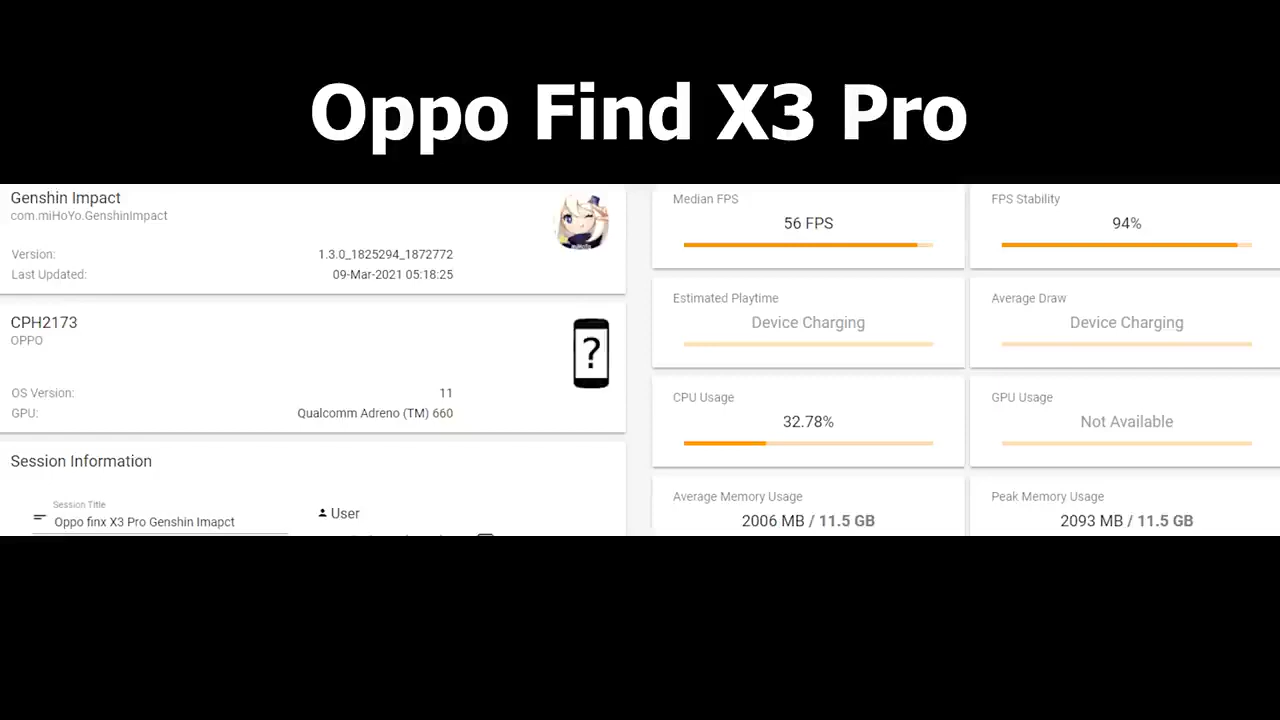 Oppo Find X3 Pro
Genshin Impact
com.miHoYo.GenshinImpact
Version: 1.3.0_1825294_1872772
Last Updated: 09-Mar-2021 05:18:25
CPH2173
OPPO
?
OS Version: 11
GPU: Qualcomm Adreno (TM) 660
Session Information
Session Title
Oppo finx X3 Pro Genshin Imapct
User
Median FPS
56 FPS
FPS Stability
94%
Estimated Playtime
Device Charging
Average Draw
Device Charging
CPU Usage
32.78%
GPU Usage
Not Available
Average Memory Usage
2006 MB / 11.5 GB
Peak Memory Usage
2093 MB / 11.5 GB